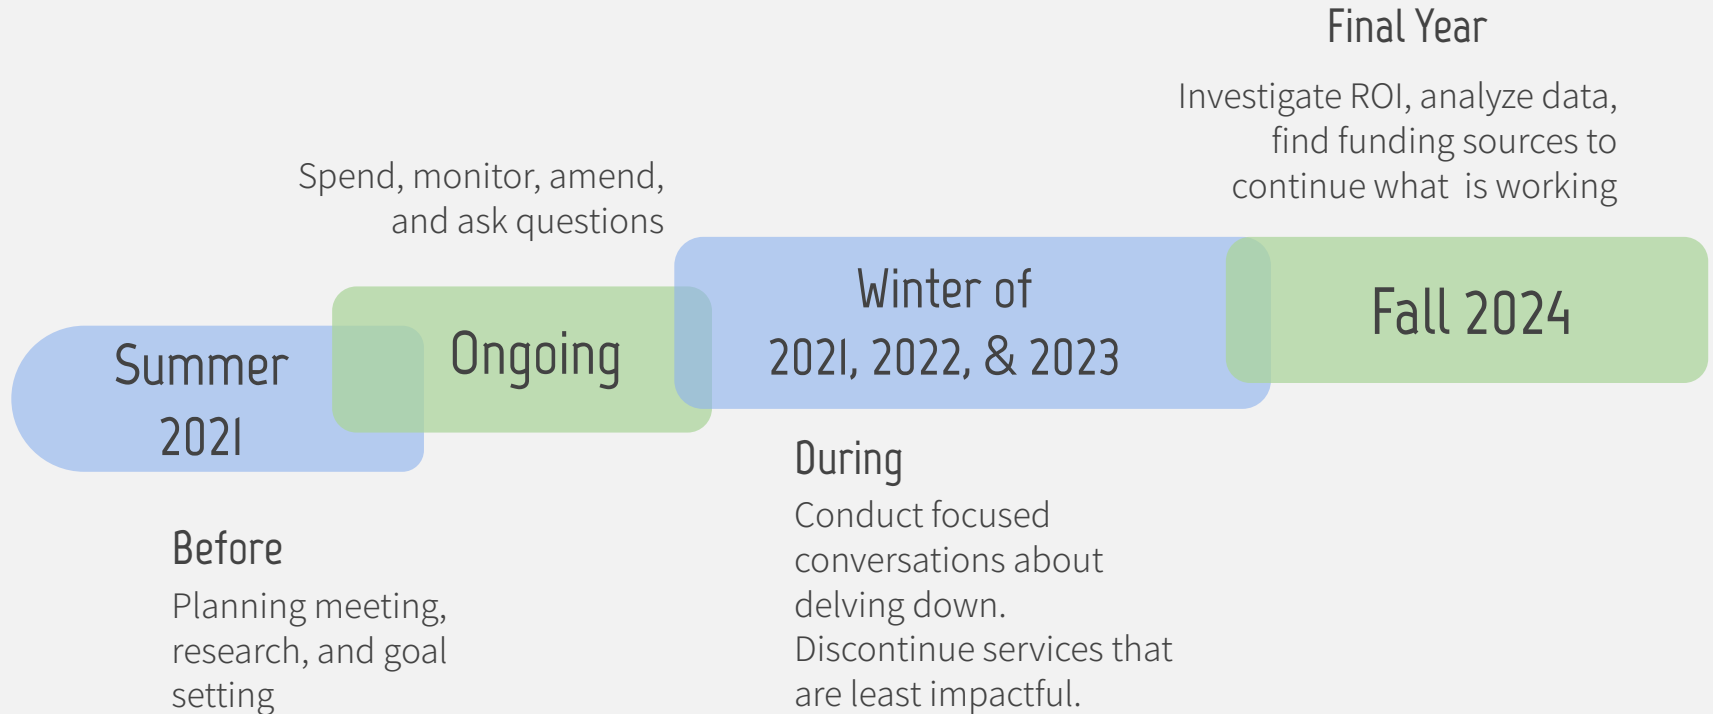 Summer
2021
Before
Planning meeting,
research, and goal
setting
Spend, monitor, amend,
and ask questions
Ongoing
Winter of
2021, 2022, & 2023
During
Conduct focused
conversations about
delving down.
Discontinue services that
are least impactful.
Final Year
Investigate ROI, analyze data,
find funding sources to
continue what  is working
Fall 2024